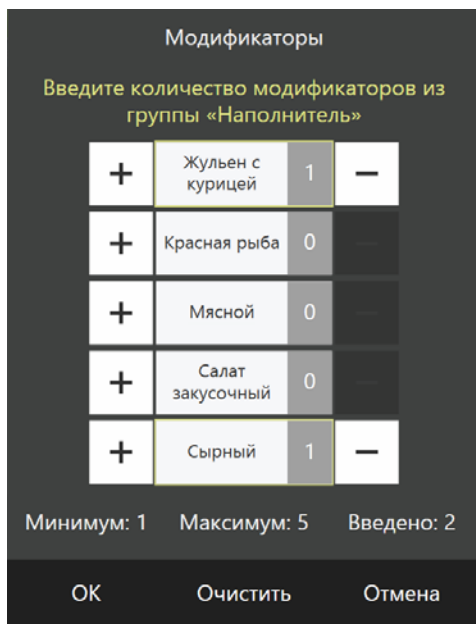 Модификаторы
Введите количество модификаторов из
группы «Наполнитель»
+ Жульен с
курицей 1 −
+ Красная рыба 0 −
+ Мясной 0 −
+ Салат
закусочный 0 −
+ Сырный 1 −
Минимум: 1 Максимум: 5 Введено: 2
ОК Очистить Отмена